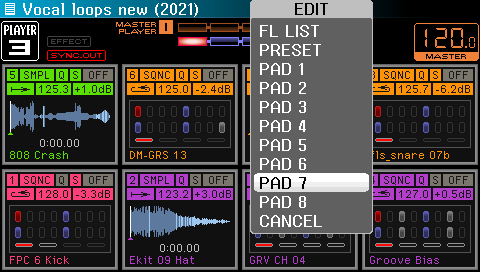 Vocal loops new (2021)
PLAYER 3
EFFECT
SYNC.OUT
MASTER PLAYER 1
120.0
MASTER
EDIT
FL LIST
PRESET
PAD 1
PAD 2
PAD 3
PAD 4
PAD 5
PAD 6
PAD 7
PAD 8
CANCEL
5 SMPL Q S OFF
125.3 +1.0dB
0:00.00
808 Crash
6 SQNC Q S OFF
125.0 -2.4dB
DM-GRS 13
OFF
125.7 -6.2dB
fls_snare 07b
1 SQNC Q S OFF
128.0 -3.3dB
FPC 6 Kick
2 SMPL Q S OFF
123.2 +3.0dB
0:00.00
Ekit 09 Hat
GRV CH 04
S OFF
127.0 +0.5dB
Groove Bias